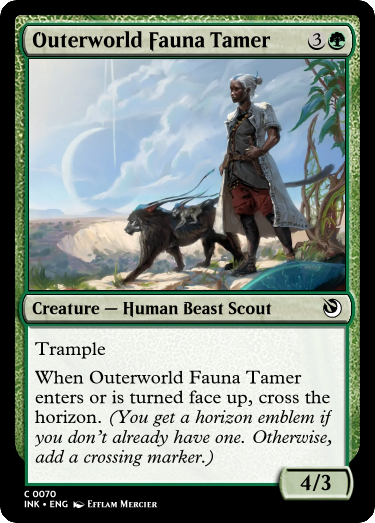 Outerworld Fauna Tamer 3
Creature — Human Beast Scout
Trample
When Outerworld Fauna Tamer
enters or is turned face up, cross the
horizon. (You get a horizon emblem if
you don't already have one. Otherwise,
add a crossing marker.)
4/3
C 0070
INK • ENG Efflam Mercier